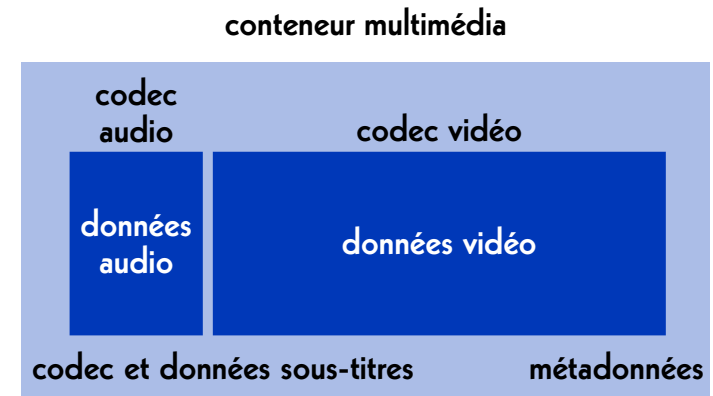 conteneur multimédia
codec
audio
codec vidéo
données
audio
données vidéo
codec et données sous-titres
métadonnées